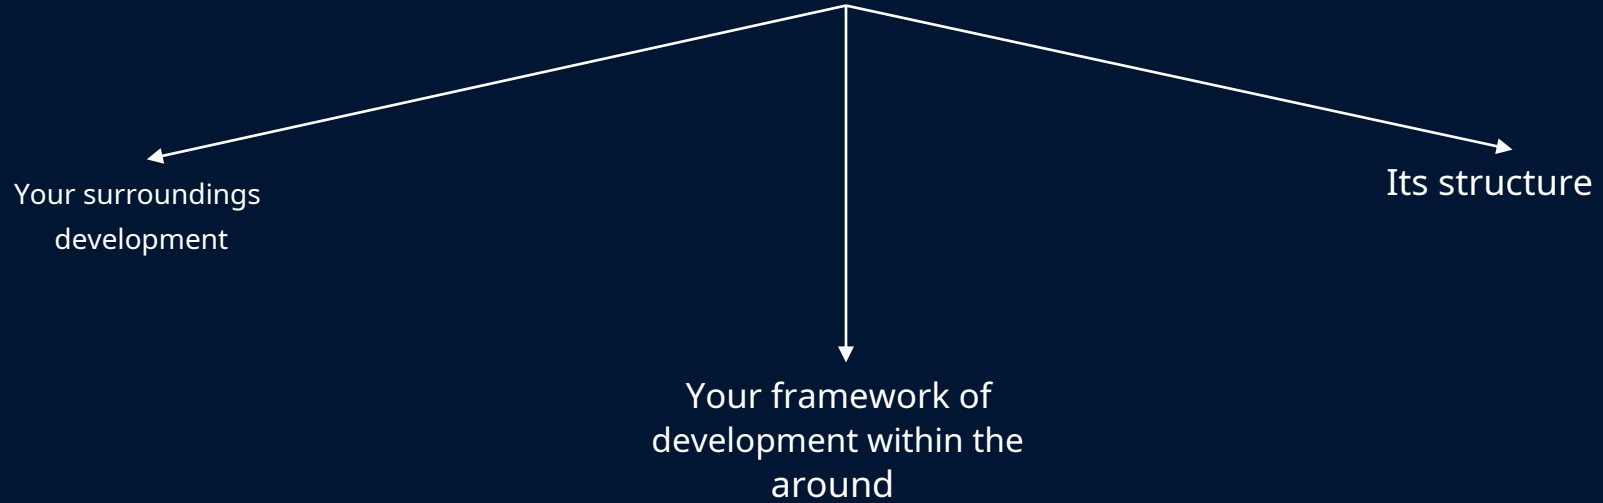 Your surroundings
development
Its structure
Your framework of
development within the
around